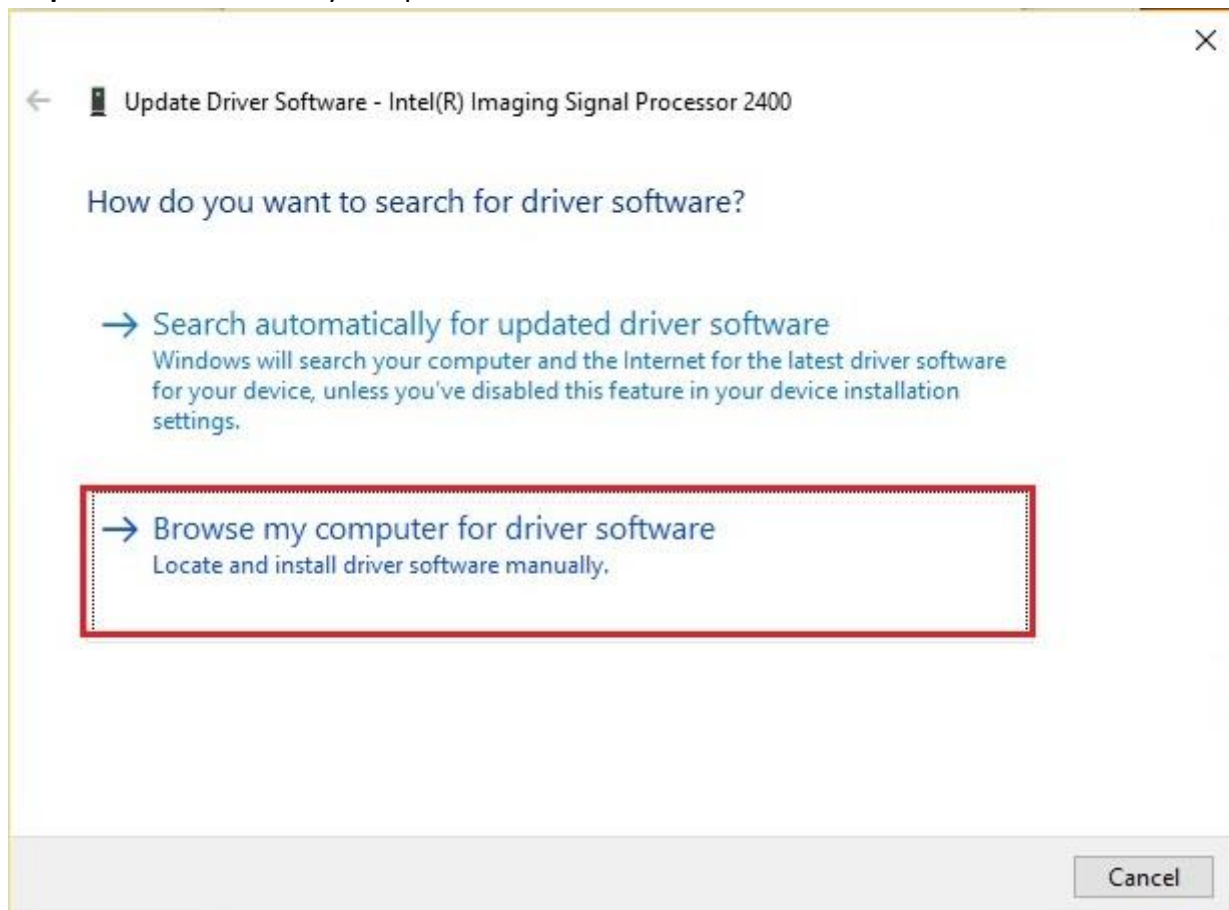 Update Driver Software - Intel(R) Imaging Signal Processor 2400
How do you want to search for driver software?
→ Search automatically for updated driver software
Windows will search your computer and the Internet for the latest driver software
for your device, unless you've disabled this feature in your device installation
settings.
→ Browse my computer for driver software
Locate and install driver software manually.
Cancel